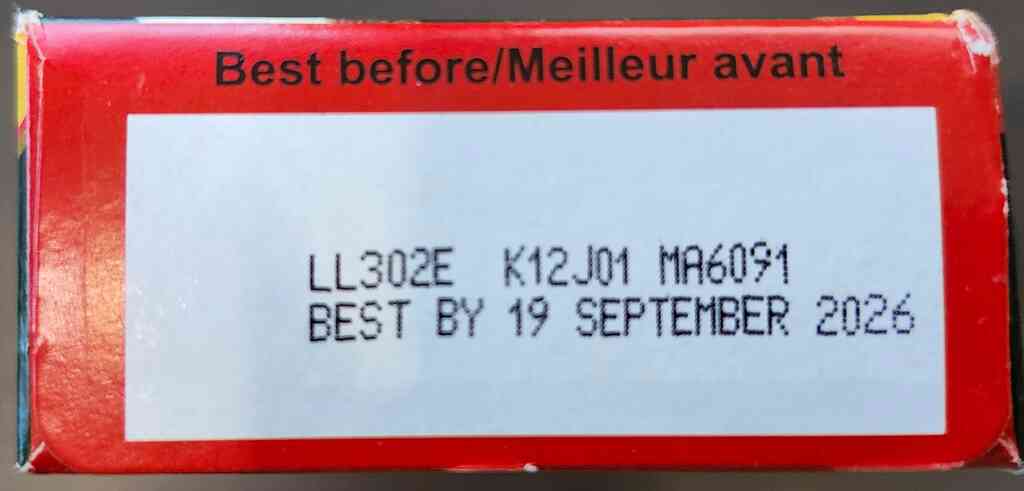 Best before/Meilleur avant
LL302E K12J01 MA6091
BEST BY 19 SEPTEMBER 2026